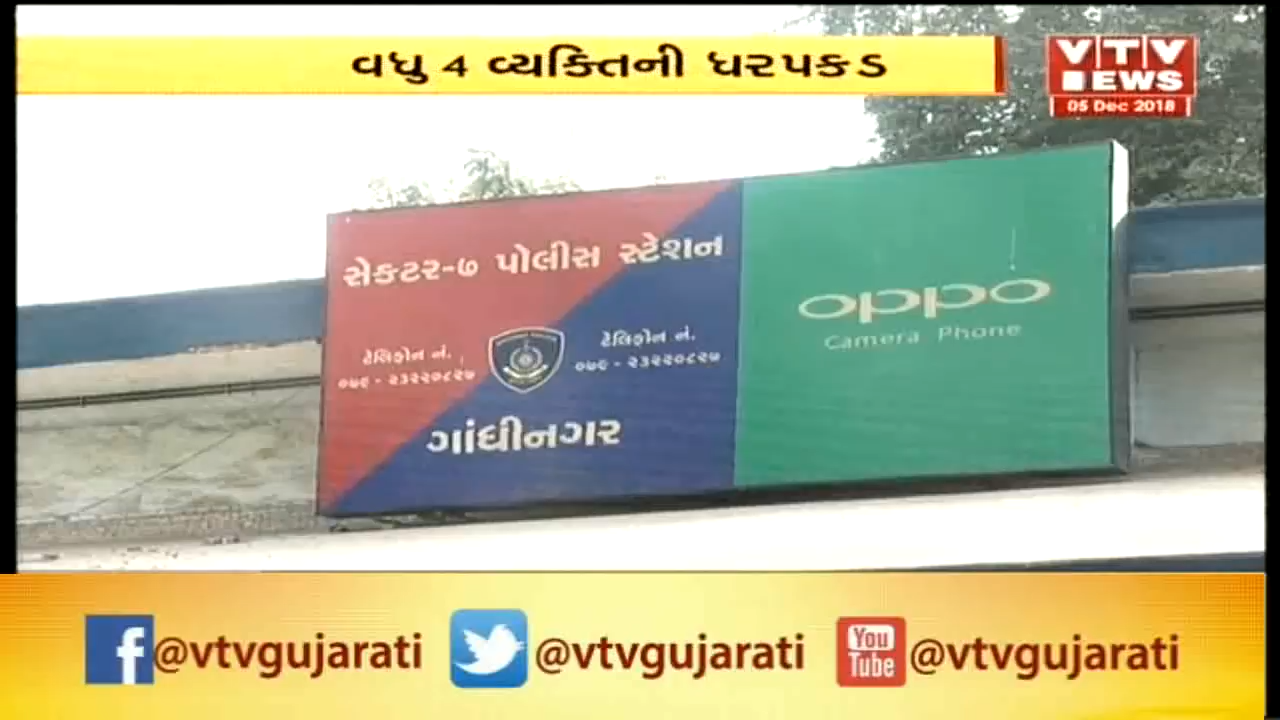 વધુ 4 વ્યક્તિની ધરપકડ
VTV
NEWS
05 Dec 2018
સેકટર-૭ પોલીસ સ્ટેશન
ટેલિફોન નં.
૦૭૯ - ૨૩૨૨૦૮૨૭
ટેલિફોન નં.
૦૭૯ - ૨૩૨૨૦૮૨૭
ગાંધીનગર
oppo
Camera Phone
f @vtvgujarati
@vtvgujarati
You Tube @vtvgujarati